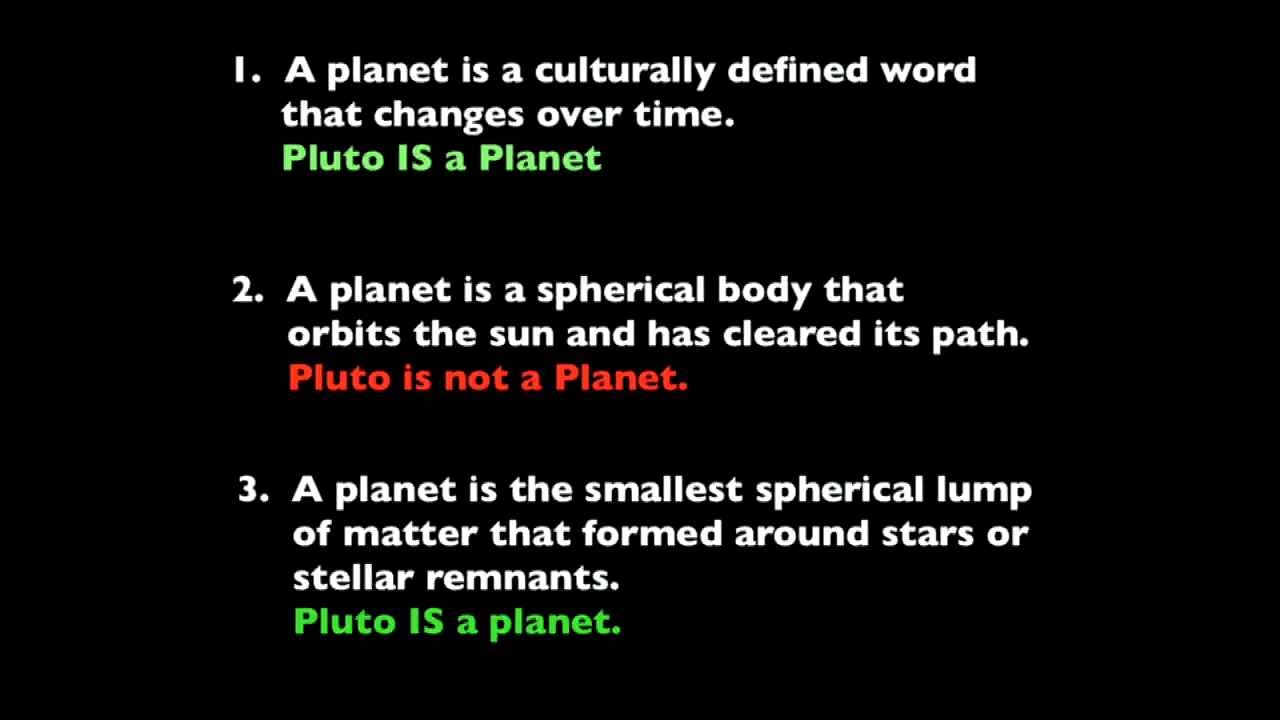 1. A planet is a culturally defined word
that changes over time.
Pluto IS a Planet
2. A planet is a spherical body that
orbits the sun and has cleared its path.
Pluto is not a Planet.
3. A planet is the smallest spherical lump
of matter that formed around stars or
stellar remnants.
Pluto IS a planet.